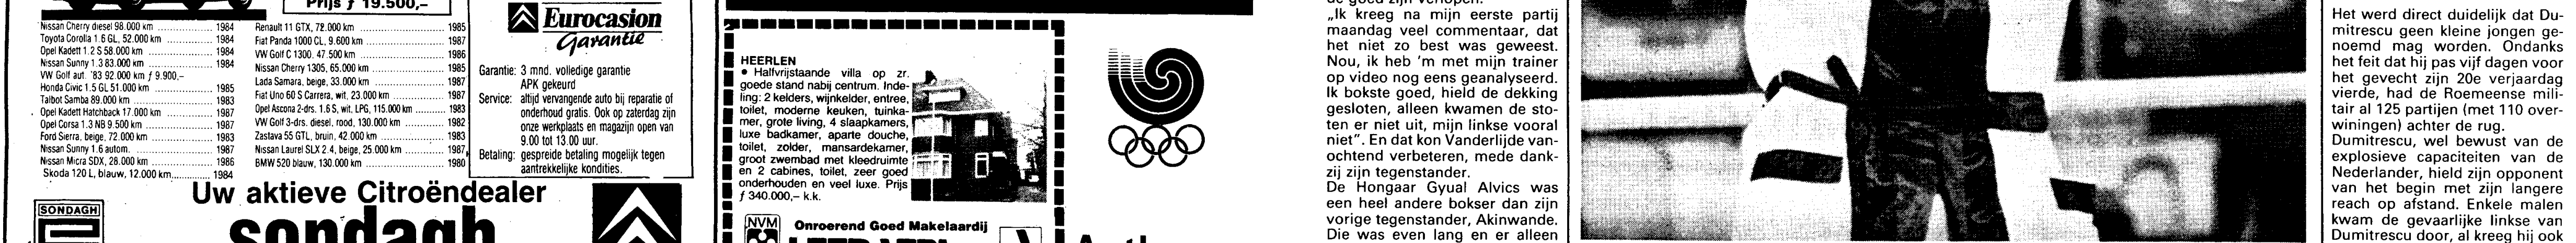 Prijs ƒ 19.500,–
Nissan Cherry diesel 98.000 km ........ 1984
Toyota Corolla 1.6 GL, 52.000 km ........ 1984
Opel Kadett 1.2 S 58.000 km ........ 1984
Nissan Sunny 1.3 83.000 km ........ 1984
VW Golf aut. '83 92.000 km ƒ 9.900,–
Honda Civic 1.5 GL 51.000 km ........ 1985
Talbot Samba 89.000 km ........ 1983
Opel Kadett Hatchback 17.000 km ........ 1987
Opel Corsa 1.3 NB 9.500 km ........ 1987
Ford Sierra, beige, 72.000 km ........ 1983
Nissan Sunny 1.6 autom. ........ 1987
Nissan Micra SDX, 28.000 km ........ 1986
Skoda 120 L, blauw, 12.000 km ........ 1984
Renault 11 GTX, 72.000 km ........ 1985
Fiat Panda 1000 CL, 9.600 km ........ 1986
VW Golf C 1300. 47.500 km ........ 1987
Nissan Cherry 1305, 65.000 km ........ 1985
Lada Samara, beige, 33.000 km ........ 1987
Fiat Uno 60 S Carrera, wit, 23.000 km ........ 1987
Opel Ascona 2-drs. 1.6 S, wit, LPG, 115.000 km ........ 1983
VW Golf 3-drs. diesel, rood, 130.000 km ........ 1982
Zastava 55 GTL, bruin, 42.000 km ........ 1983
Nissan Laurel SLX 2.4, beige, 25.000 km ........ 1987
BMW 520 blauw, 130.000 km ........ 1980
Eurocasion
Garantie
Garantie: 3 mnd. volledige garantie
APK gekeurd
Service: altijd vervangende auto bij reparatie of
onderhoud gratis. Ook op zaterdag zijn
onze werkplaats en magazijn open van
9.00 tot 13.00 uur.
Betaling: gespreide betaling mogelijk tegen
aantrekkelijke kondities.
Uw aktieve Citroëndealer
SONDAGH
sondagh
HEERLEN
• Halfvrijstaande villa op zr.
goede stand nabij centrum. Inde-
ling: 2 kelders, wijnkelder, entree,
toilet, moderne keuken, tuinka-
mer, grote living, 4 slaapkamers,
luxe badkamer, aparte douche,
toilet, zolder, mansardekamer,
groot zwembad met kleedruimte
en 2 cabines, toilet, zeer goed
onderhouden en veel luxe. Prijs
ƒ 340.000,– k.k.
NVM
Onroerend Goed Makelaardij
„Ik kreeg na mijn eerste partij
maandag veel commentaar, dat
het niet zo best was geweest.
Nou, ik heb 'm met mijn trainer
op video nog eens geanalyseerd.
Ik bokste goed, hield de dekking
gesloten, alleen kwamen de sto-
ten er niet uit, mijn linkse vooral
niet”. En dat kon Vanderlijde van-
ochtend verbeteren, mede dank-
zij zijn tegenstander.
De Hongaar Gyual Alvics was
een heel andere bokser dan zijn
vorige tegenstander, Akinwande.
Die was even lang en er alleen
Het werd direct duidelijk dat Du-
mitrescu geen kleine jongen ge-
noemd mag worden. Ondanks
het feit dat hij pas vijf dagen voor
het gevecht zijn 20e verjaardag
vierde, had de Roemeense mili-
tair al 125 partijen (met 110 over-
winingen) achter de rug.
Dumitrescu, wel bewust van de
explosieve capaciteiten van de
Nederlander, hield zijn opponent
van het begin met zijn langere
reach op afstand. Enkele malen
kwam de gevaarlijke linkse van
Dumitrescu door, al kreeg hij ook